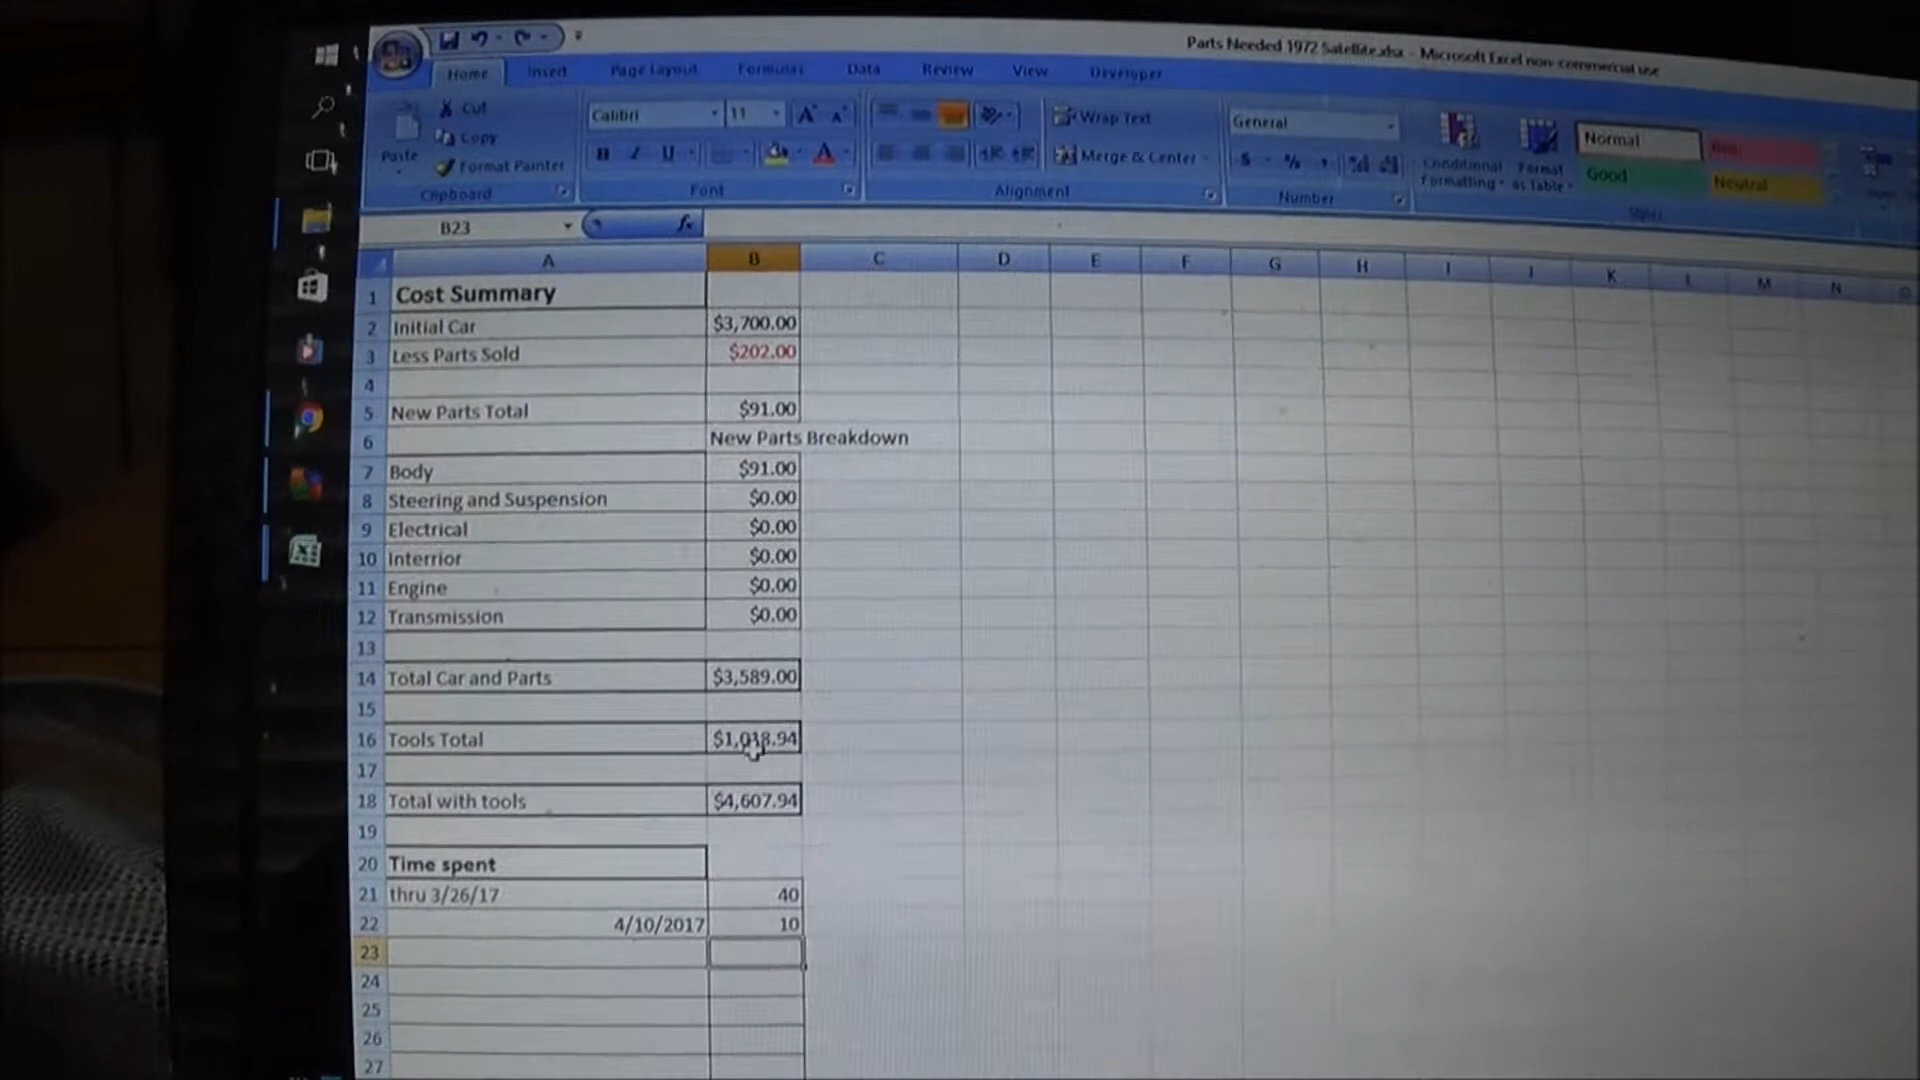 Parts Needed 1972 Satellite.xlsx - Microsoft Excel non-commercial use
Home Insert Page Layout Formulas Data Review View Developer
Cut
Copy
Format Painter
Paste
Clipboard
Calibri 11
B I U A
Font
Wrap Text
Merge & Center
Alignment
General
$ % ,
Number
Conditional Formatting
Format as Table
Normal
Good
Neutral
Styles
B23 fx
A B C D E F G H I J K L M N
1 Cost Summary
2 Initial Car $3,700.00
3 Less Parts Sold $202.00
4
5 New Parts Total $91.00
6 New Parts Breakdown
7 Body $91.00
8 Steering and Suspension $0.00
9 Electrical $0.00
10 Interrior $0.00
11 Engine $0.00
12 Transmission $0.00
13
14 Total Car and Parts $3,589.00
15
16 Tools Total $1,018.94
17
18 Total with tools $4,607.94
19
20 Time spent
21 thru 3/26/17 40
22 4/10/2017 10
23
24
25
26
27